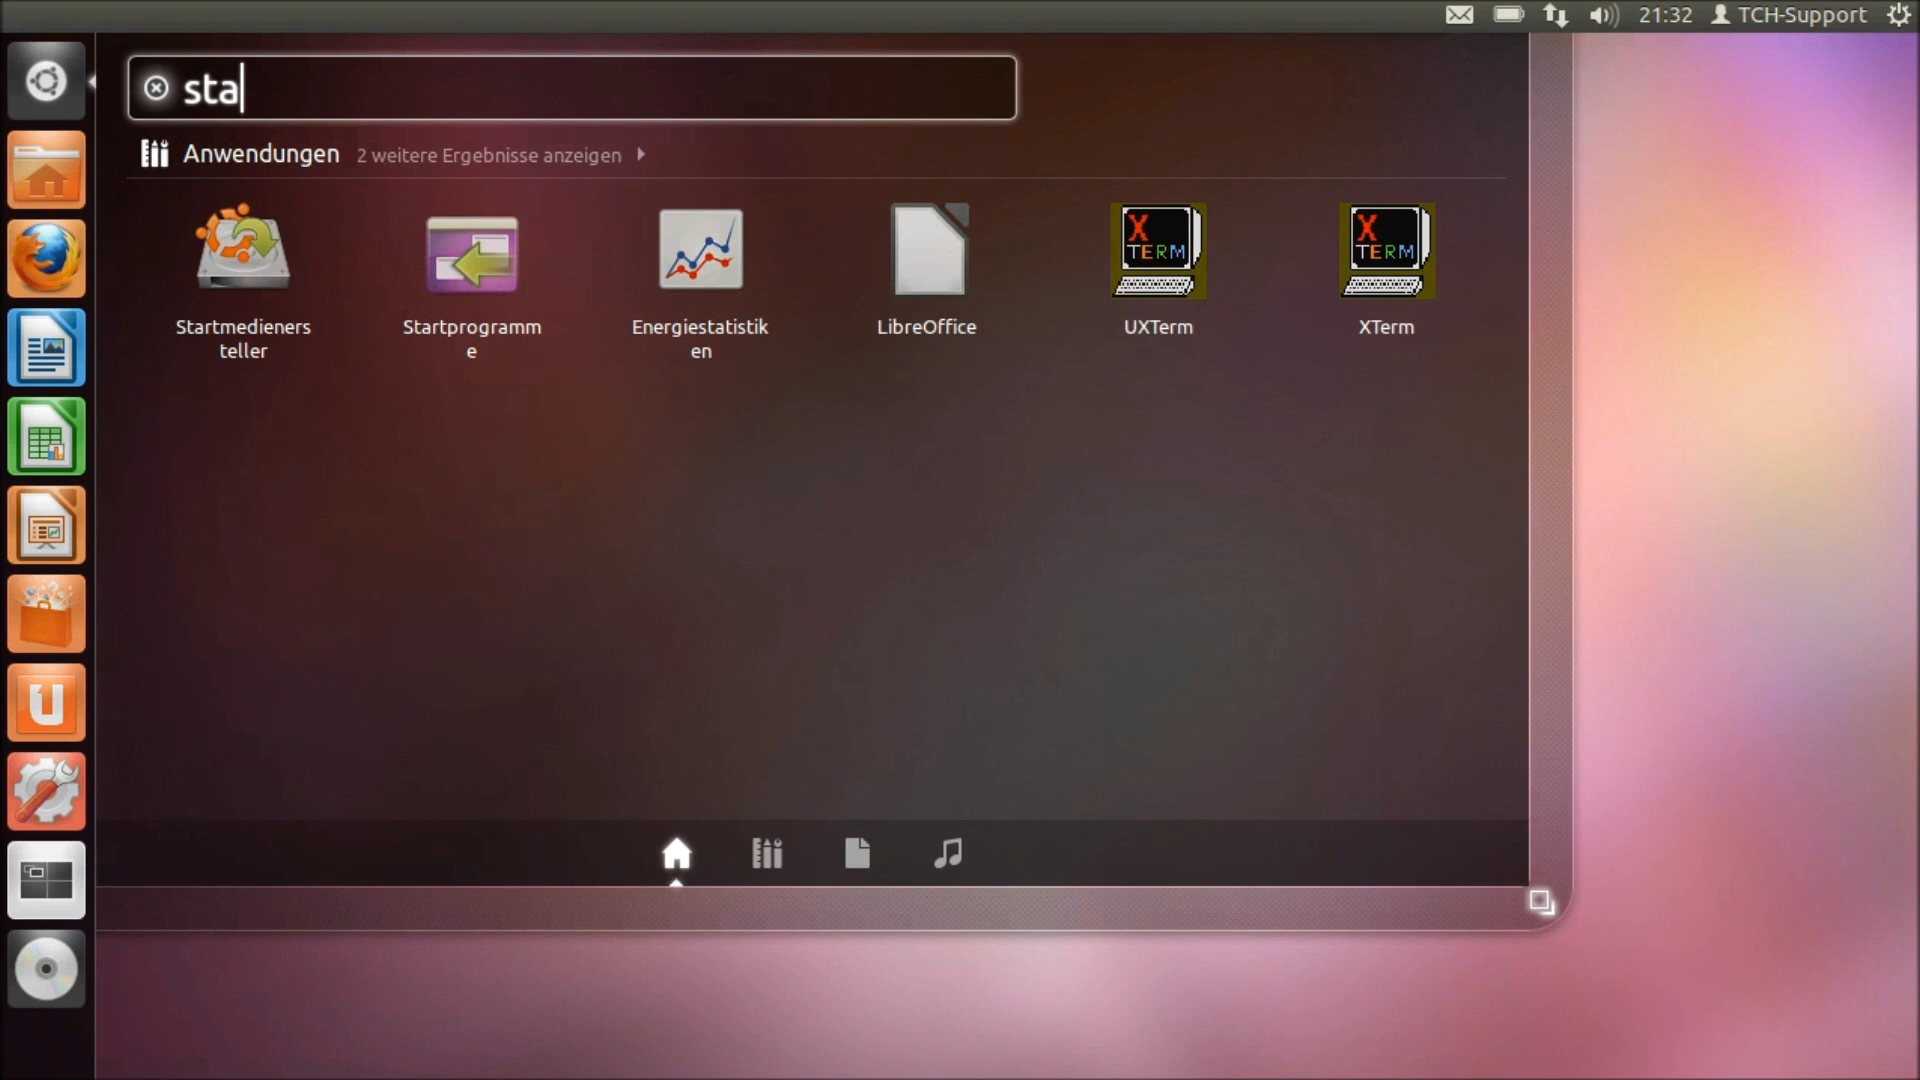 21:32 TCH-Support
sta
Anwendungen 2 weitere Ergebnisse anzeigen
X TERM X TERM
Startmedieners
teller
Startprogramm
e
Energiestatistik
en
LibreOffice
UXTerm
XTerm